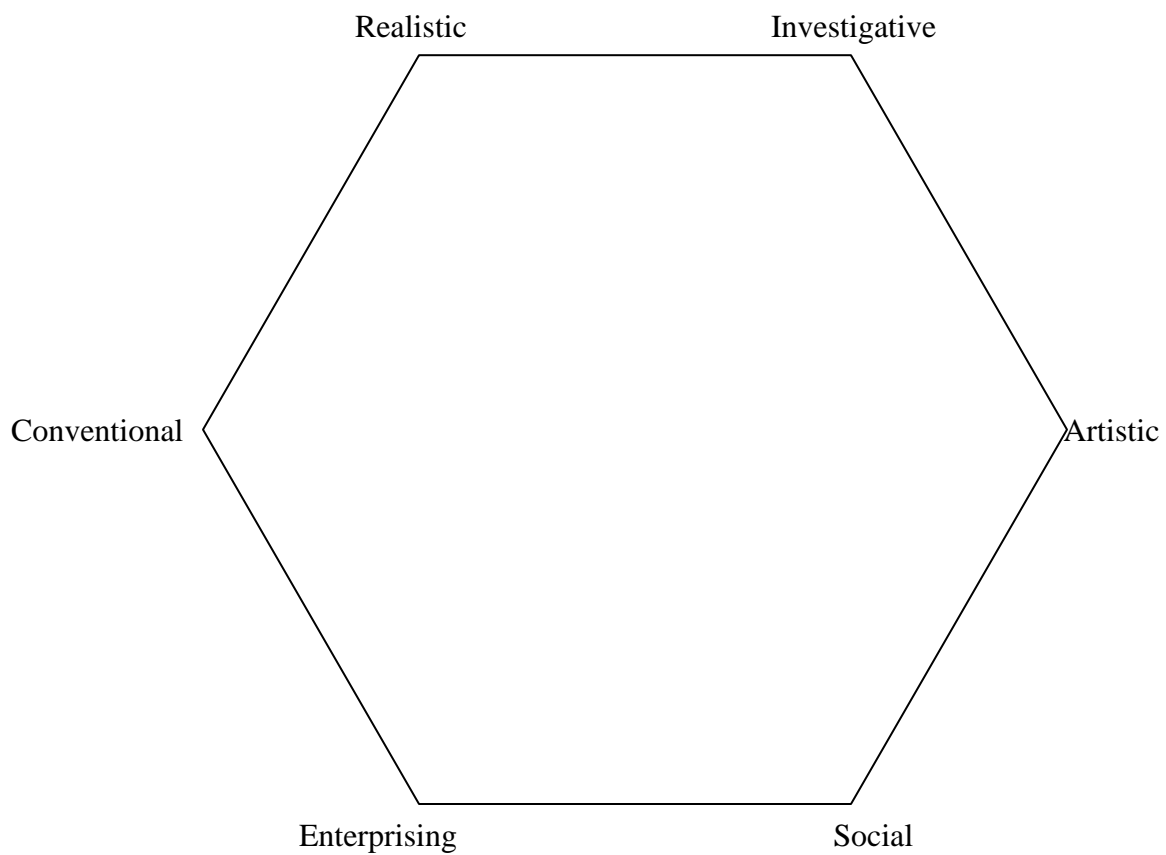 Realistic
Investigative
Conventional
Artistic
Enterprising
Social